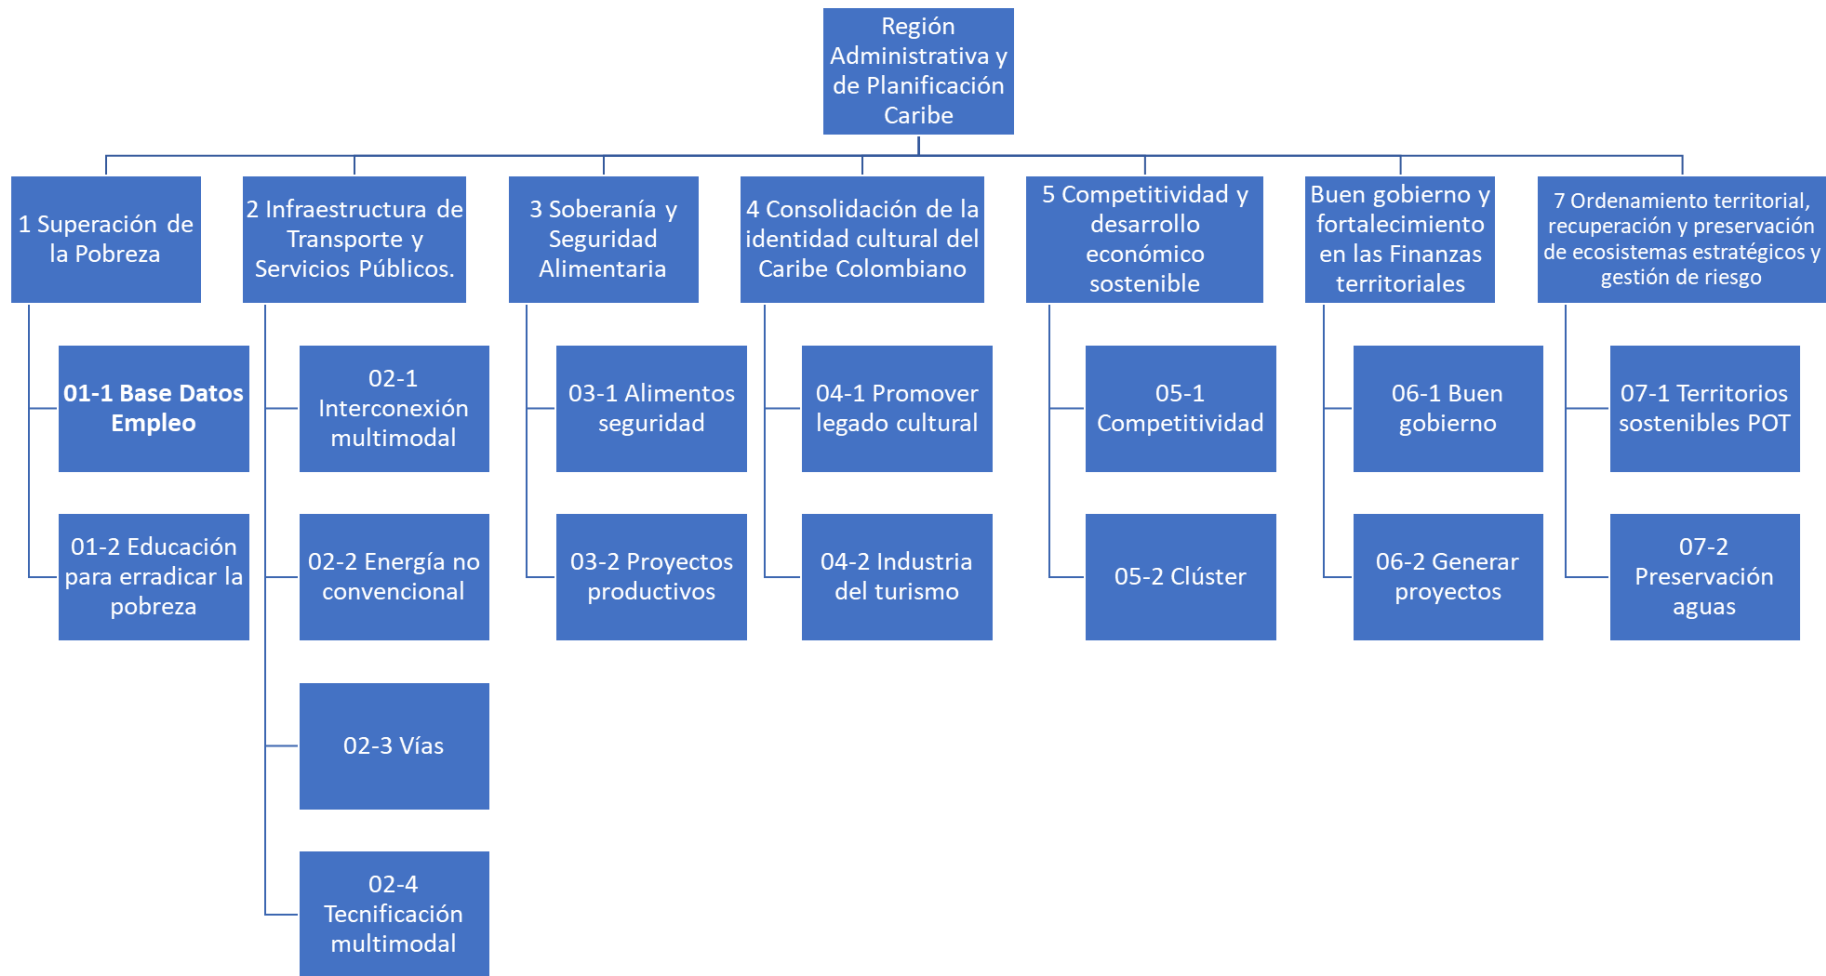 Región
Administrativa y
de Planificación
Caribe
1 Superación de
la Pobreza
2 Infraestructura de
Transporte y
Servicios Públicos.
3 Soberanía y
Seguridad
Alimentaria
4 Consolidación de la
identidad cultural del
Caribe Colombiano
5 Competitividad y
desarrollo
económico
sostenible
Buen gobierno y
fortalecimiento
en las Finanzas
territoriales
7 Ordenamiento territorial,
recuperación y preservación
de ecosistemas estratégicos y
gestión de riesgo
01-1 Base Datos
Empleo
02-1
Interconexión
multimodal
03-1 Alimentos
seguridad
04-1 Promover
legado cultural
05-1
Competitividad
06-1 Buen
gobierno
07-1 Territorios
sostenibles POT
01-2 Educación
para erradicar la
pobreza
02-2 Energía no
convencional
03-2 Proyectos
productivos
04-2 Industria
del turismo
05-2 Clúster
06-2 Generar
proyectos
07-2
Preservación
aguas
02-3 Vías
02-4
Tecnificación
multimodal